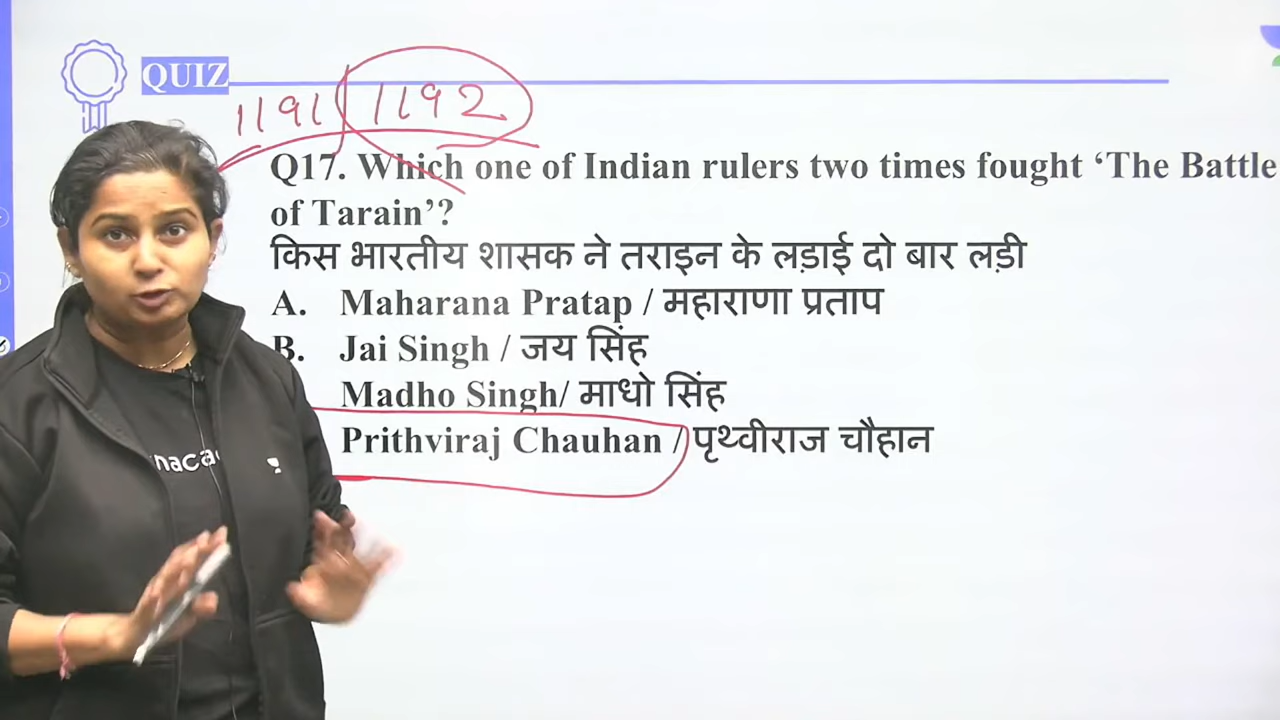 QUIZ
1191 1192
Q17. Which one of Indian rulers two times fought ‘The Battle
of Tarain’?
किस भारतीय शासक ने तराइन के लड़ाई दो बार लड़ी
A. Maharana Pratap / महाराणा प्रताप
B. Jai Singh / जय सिंह
Madho Singh/ माधो सिंह
Prithviraj Chauhan / पृथ्वीराज चौहान